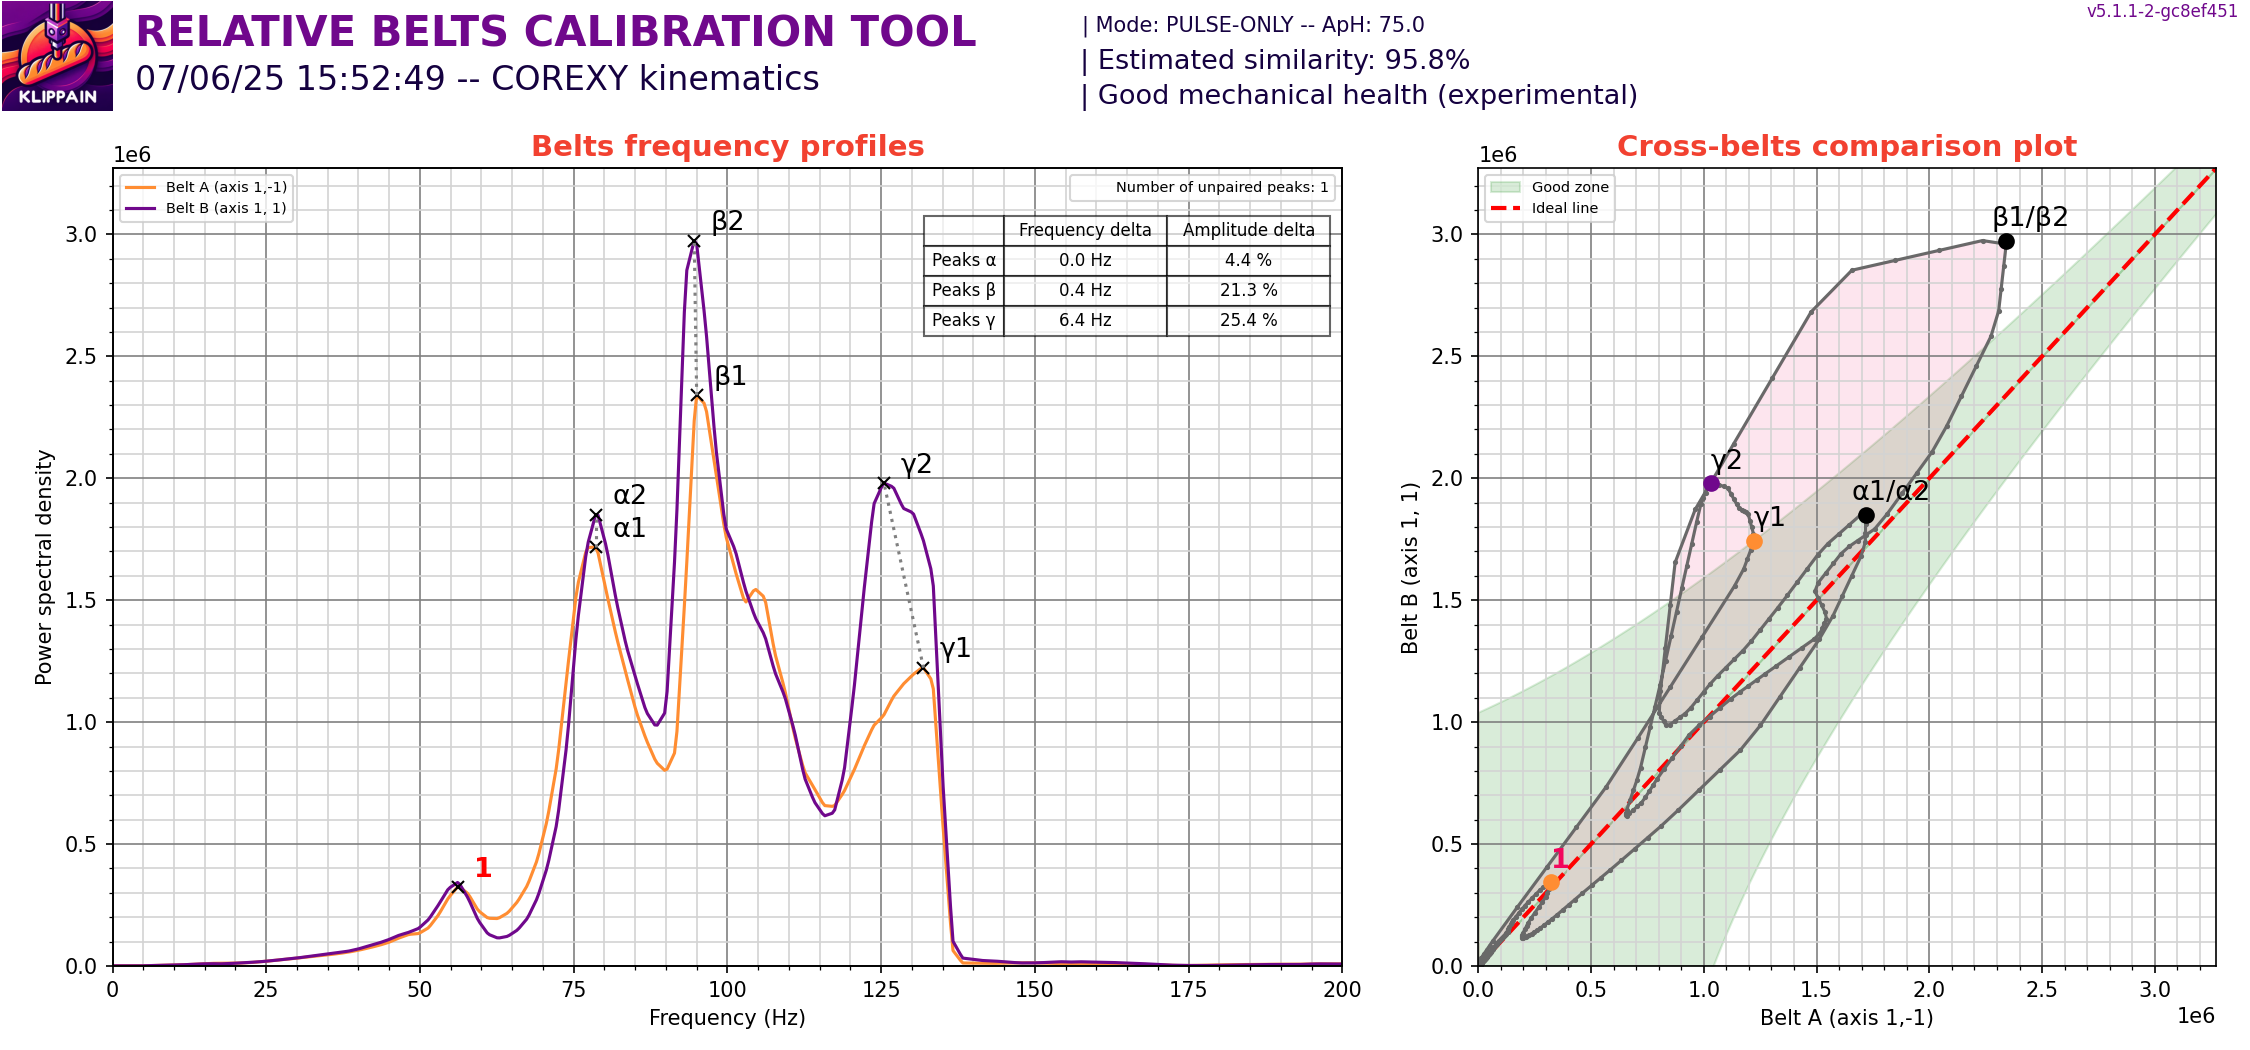 KLIPPAIN
RELATIVE BELTS CALIBRATION TOOL
07/06/25 15:52:49 -- COREXY kinematics
| Mode: PULSE-ONLY -- ApH: 75.0
| Estimated similarity: 95.8%
| Good mechanical health (experimental)
v5.1.1-2-gc8ef451
Belts frequency profiles
1e6
Belt A (axis 1,-1)
Belt B (axis 1, 1)
Number of unpaired peaks: 1
Frequency delta Amplitude delta
Peaks α 0.0 Hz 4.4 %
Peaks β 0.4 Hz 21.3 %
Peaks γ 6.4 Hz 25.4 %
β2
β1
γ2
α2
α1
γ1
1
3.0
2.5
2.0
1.5
1.0
0.5
0.0
Power spectral density
0 25 50 75 100 125 150 175 200
Frequency (Hz)
Cross-belts comparison plot
1e6
Good zone
Ideal line
β1/β2
γ2
α1/α2
γ1
1
3.0
2.5
2.0
1.5
1.0
0.5
0.0
Belt B (axis 1, 1)
0.0 0.5 1.0 1.5 2.0 2.5 3.0
Belt A (axis 1,-1)
1e6